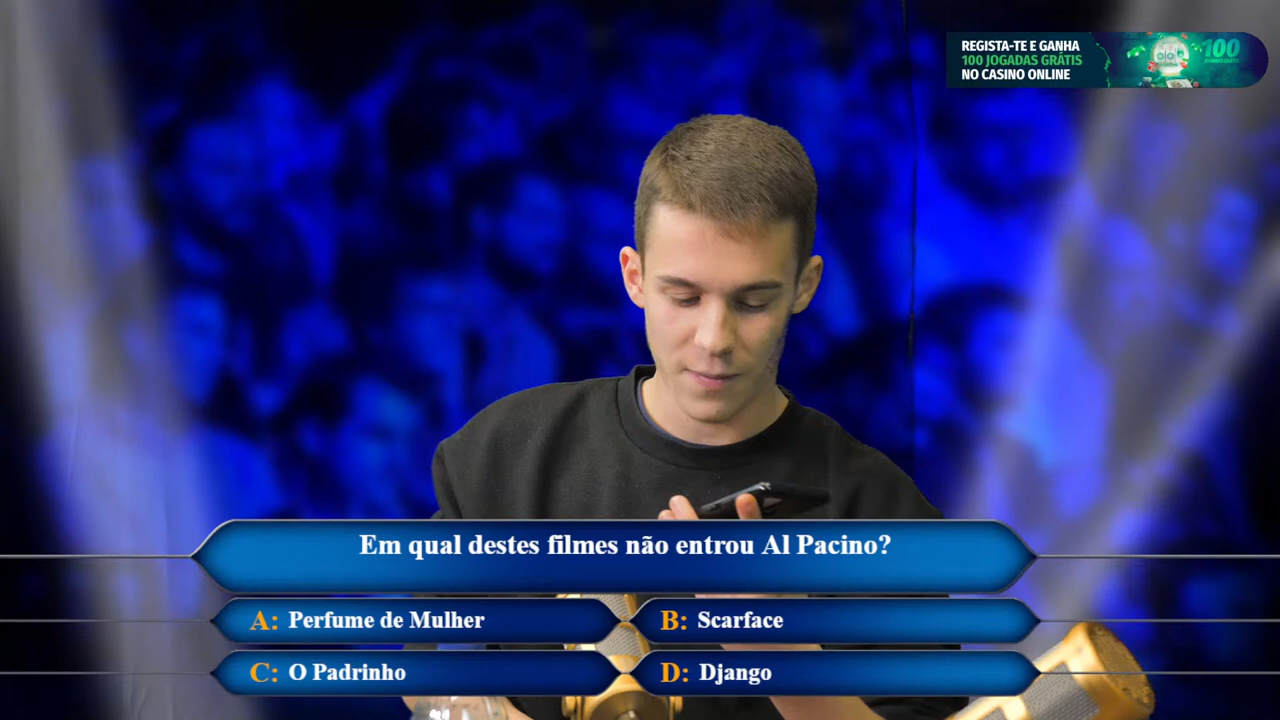 REGISTA-TE E GANHA
100 JOGADAS GRÁTIS
NO CASINO ONLINE
100
Em qual destes filmes não entrou Al Pacino?
A: Perfume de Mulher
B: Scarface
C: O Padrinho
D: Django